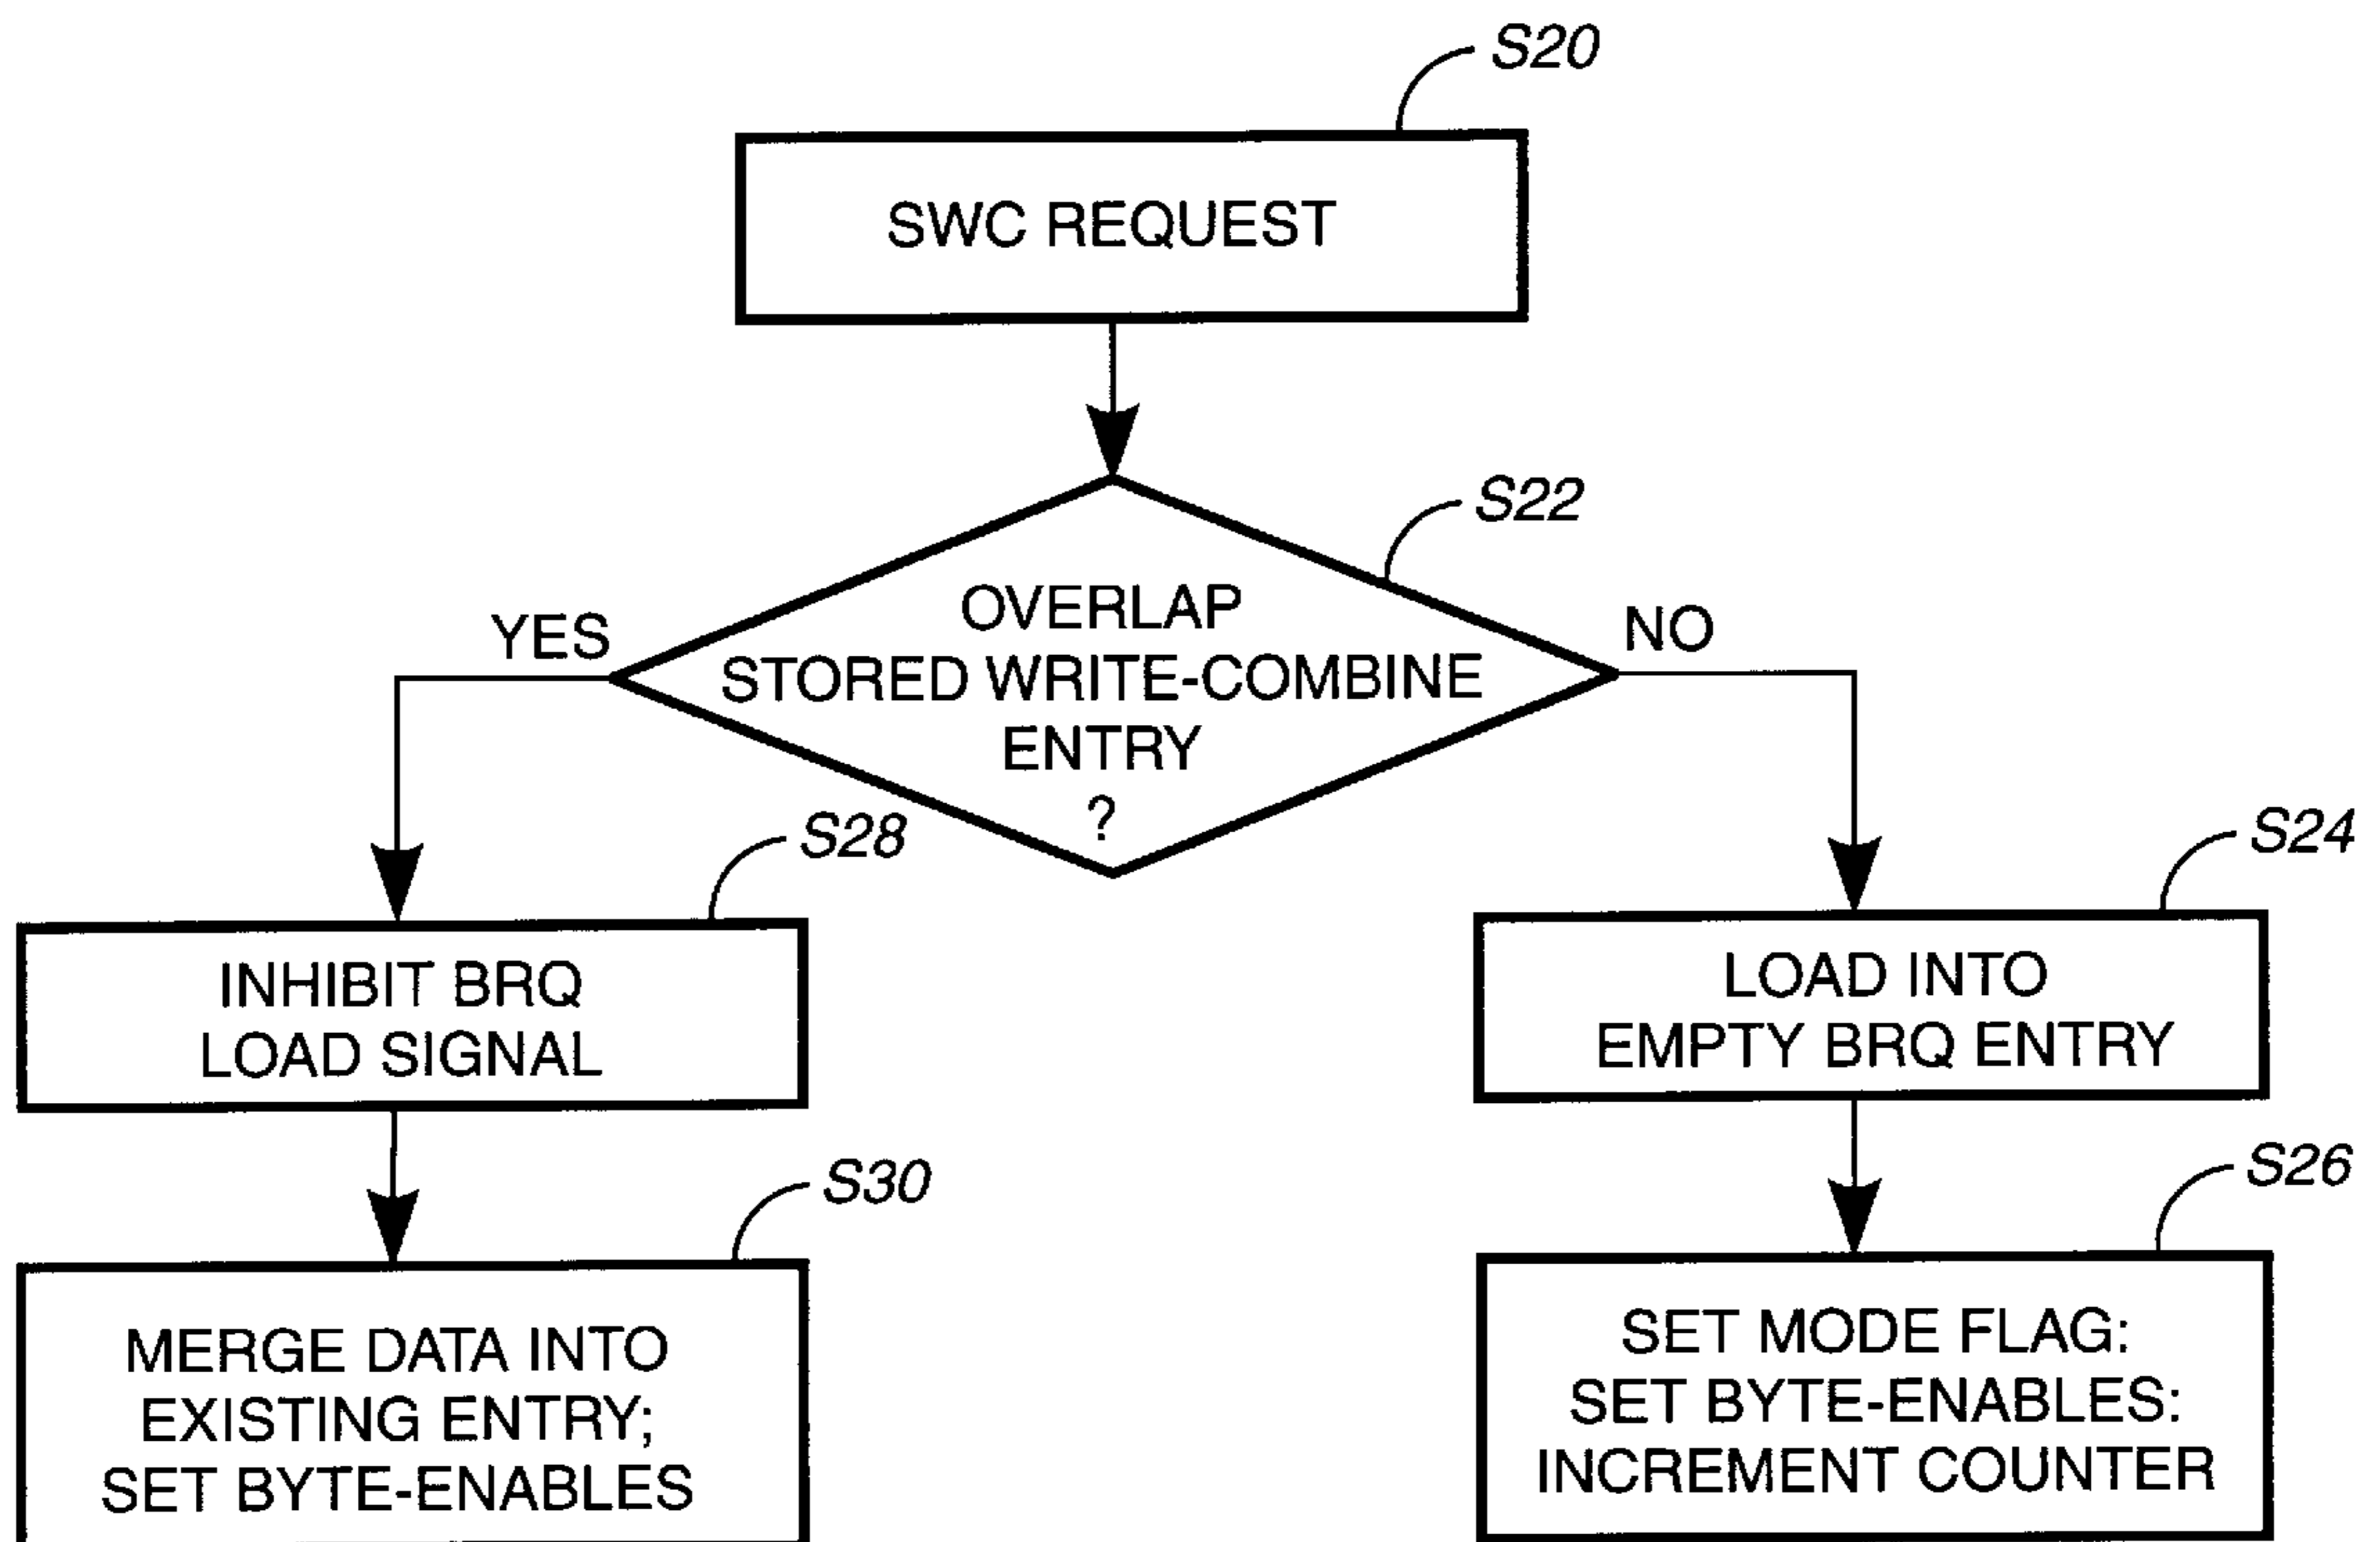 S20
SWC REQUEST
S22
OVERLAP
STORED WRITE-COMBINE
ENTRY
?
YES
NO
S28
INHIBIT BRQ
LOAD SIGNAL
S24
LOAD INTO
EMPTY BRQ ENTRY
S30
MERGE DATA INTO
EXISTING ENTRY;
SET BYTE-ENABLES
S26
SET MODE FLAG:
SET BYTE-ENABLES:
INCREMENT COUNTER